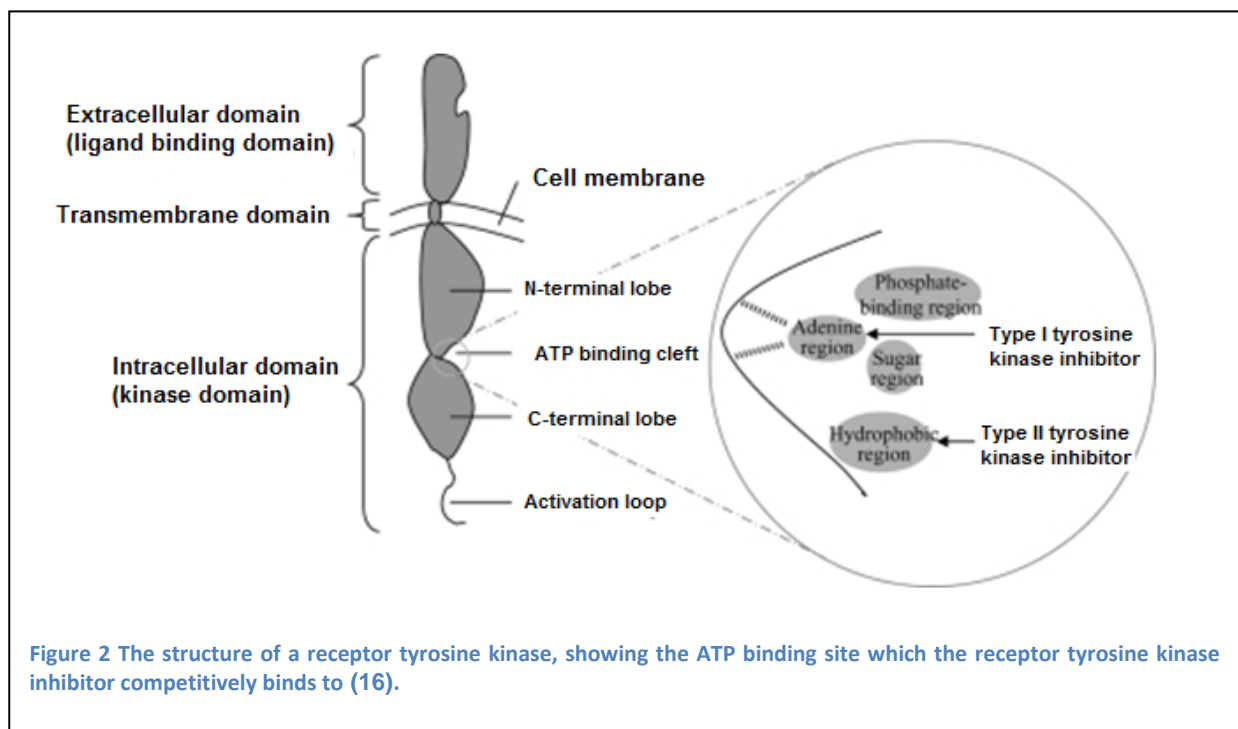 Extracellular domain
(ligand binding domain)
Cell membrane
Transmembrane domain
N-terminal lobe
ATP binding cleft
Intracellular domain
(kinase domain)
C-terminal lobe
Activation loop
Phosphate-
binding region
Adenine
region
Type I tyrosine
kinase inhibitor
Sugar
region
Hydrophobic
region
Type II tyrosine
kinase inhibitor
Figure 2 The structure of a receptor tyrosine kinase, showing the ATP binding site which the receptor tyrosine kinase
inhibitor competitively binds to (16).